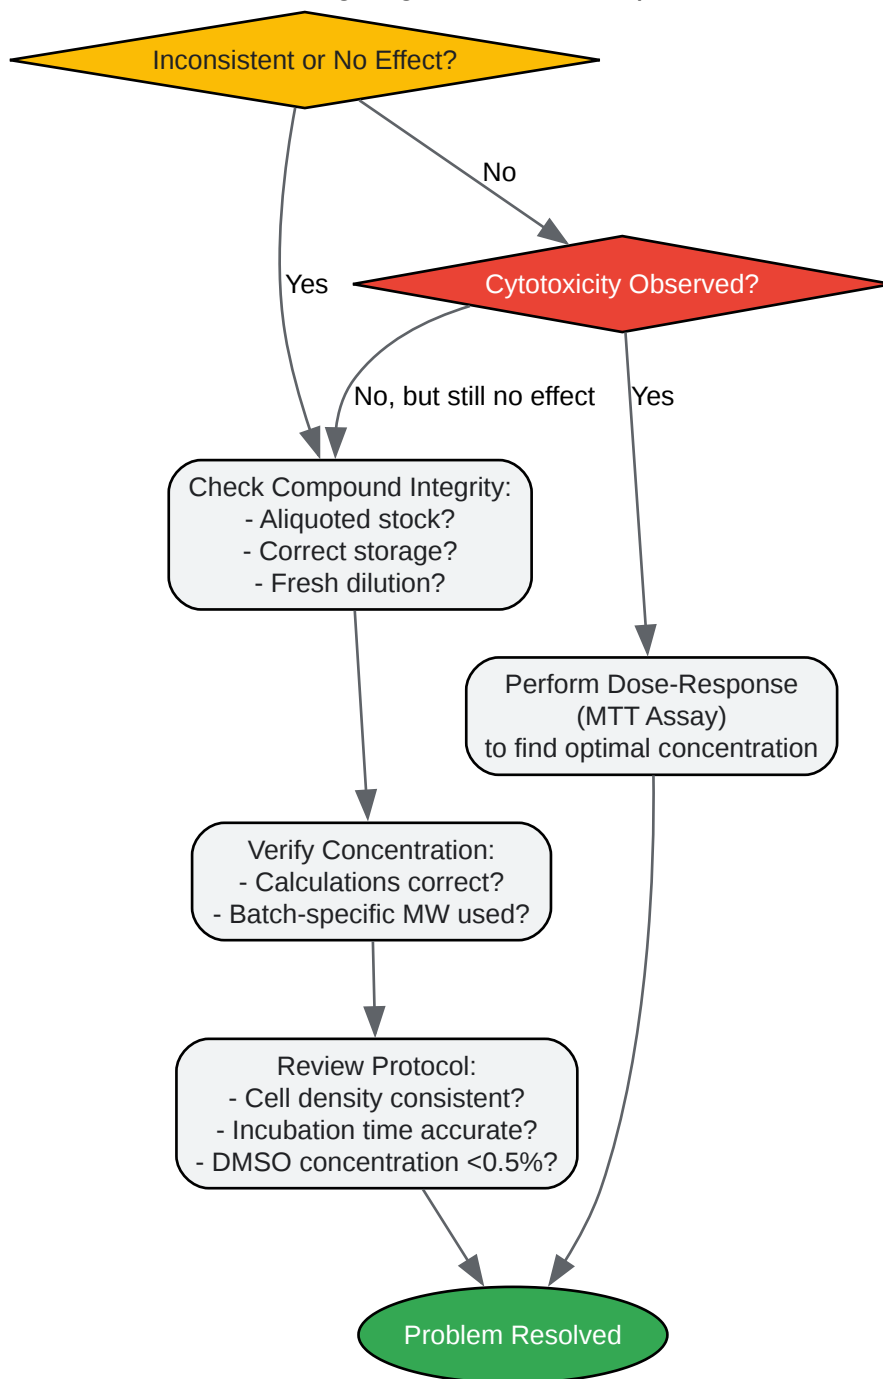 Inconsistent or No Effect?
No
Cytotoxicity Observed?
Yes
No, but still no effect
Yes
Check Compound Integrity:
- Aliquoted stock?
- Correct storage?
- Fresh dilution?
Perform Dose-Response
(MTT Assay)
to find optimal concentration
Verify Concentration:
- Calculations correct?
- Batch-specific MW used?
Review Protocol:
- Cell density consistent?
- Incubation time accurate?
- DMSO concentration <0.5%?
Problem Resolved